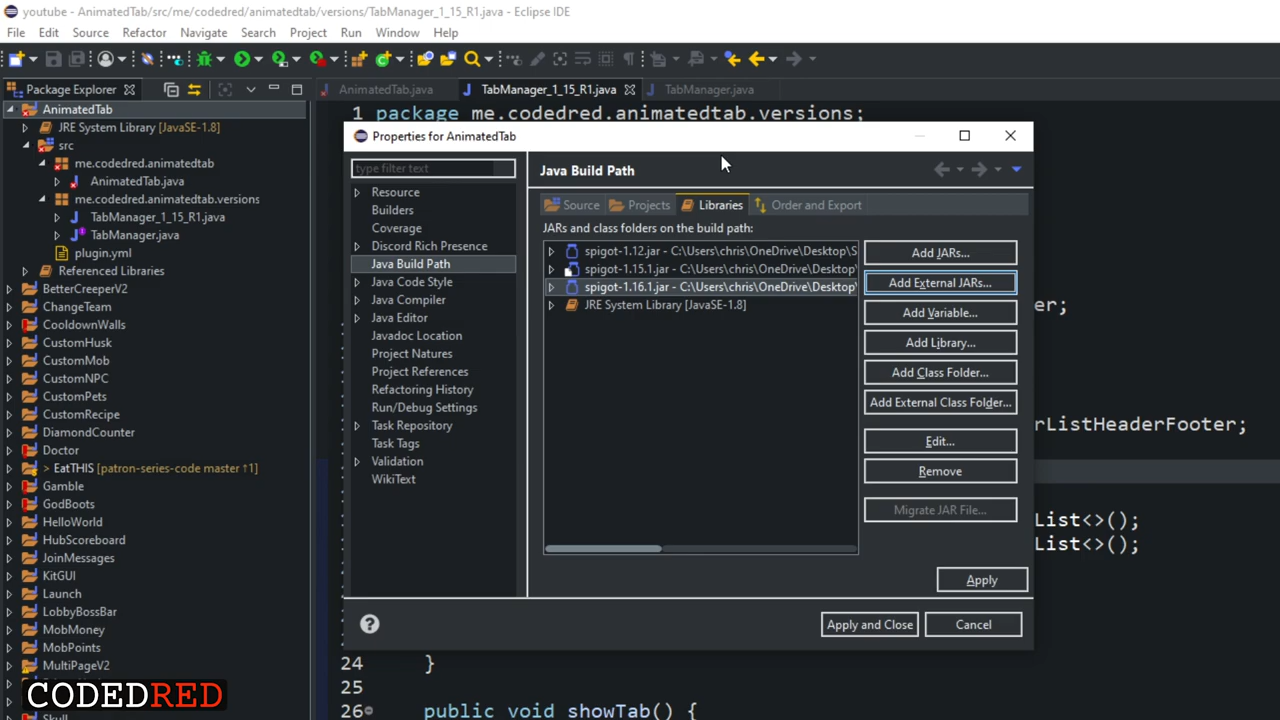 youtube - AnimatedTab/src/me/codedred/animatedtab/versions/TabManager_1_15_R1.java - Eclipse IDE
File Edit Source Refactor Navigate Search Project Run Window Help
Package Explorer
AnimatedTab.java TabManager_1_15_R1.java TabManager.java
AnimatedTab
JRE System Library [JavaSE-1.8]
src
me.codedred.animatedtab
AnimatedTab.java
me.codedred.animatedtab.versions
TabManager_1_15_R1.java
TabManager.java
plugin.yml
Referenced Libraries
BetterCreeperV2
ChangeTeam
CooldownWalls
CustomHusk
CustomMob
CustomNPC
CustomPets
CustomRecipe
DiamondCounter
Doctor
> EatTHIS [patron-series-code master ↑1]
Gamble
GodBoots
HelloWorld
HubScoreboard
JoinMessages
KitGUI
Launch
LobbyBossBar
MobMoney
MobPoints
MultiPageV2
CODEDRED
1 package me.codedred.animatedtab.versions;
Properties for AnimatedTab
type filter text
Resource
Builders
Coverage
Discord Rich Presence
Java Build Path
Java Code Style
Java Compiler
Java Editor
Javadoc Location
Project Natures
Project References
Refactoring History
Run/Debug Settings
Task Repository
Task Tags
Validation
WikiText
Java Build Path
Source Projects Libraries Order and Export
JARs and class folders on the build path:
spigot-1.12.jar - C:\Users\chris\OneDrive\Desktop\S
spigot-1.15.1.jar - C:\Users\chris\OneDrive\Desktop\
spigot-1.16.1.jar - C:\Users\chris\OneDrive\Desktop\
JRE System Library [JavaSE-1.8]
Add JARs...
Add External JARs...
Add Variable...
Add Library...
Add Class Folder...
Add External Class Folder...
Edit...
Remove
Migrate JAR File...
Apply
Apply and Close Cancel
er;
rListHeaderFooter;
List<>();
List<>();
24 }
25
26 public void showTab() {